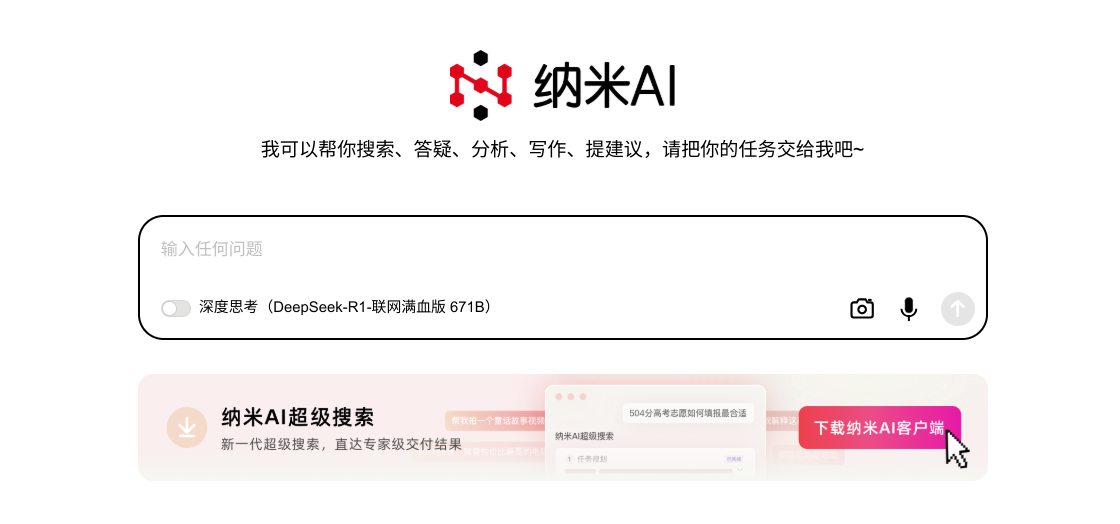 纳米AI
我可以帮你搜索、答疑、分析、写作、提建议，请把你的任务交给我吧~
输入任何问题
深度思考（DeepSeek-R1-联网满血版 671B）
纳米AI超级搜索
新一代超级搜索，直达专家级交付结果
504分高考志愿如何填报最合适
纳米AI超级搜索
1 任务规划
下载纳米AI客户端